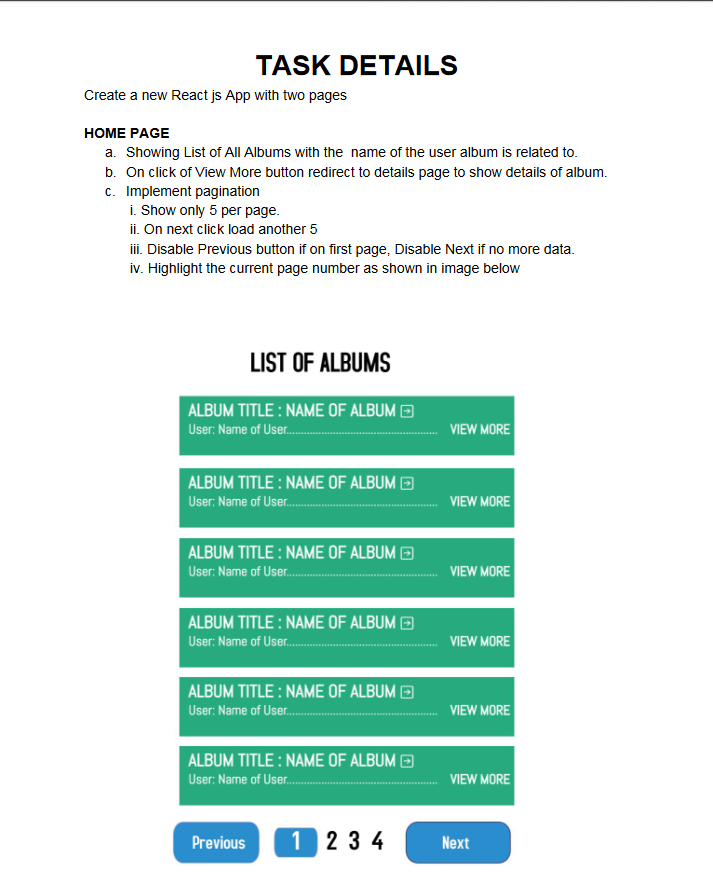 TASK DETAILS
Create a new React js App with two pages
HOME PAGE
a. Showing List of All Albums with the name of the user album is related to.
b. On click of View More button redirect to details page to show details of album.
c. Implement pagination
i. Show only 5 per page.
ii. On next click load another 5
iii. Disable Previous button if on first page, Disable Next if no more data.
iv. Highlight the current page number as shown in image below
LIST OF ALBUMS
ALBUM TITLE : NAME OF ALBUM
User: Name of User.......................................................... VIEW MORE
ALBUM TITLE : NAME OF ALBUM
User: Name of User.......................................................... VIEW MORE
ALBUM TITLE : NAME OF ALBUM
User: Name of User.......................................................... VIEW MORE
ALBUM TITLE : NAME OF ALBUM
User: Name of User.......................................................... VIEW MORE
ALBUM TITLE : NAME OF ALBUM
User: Name of User.......................................................... VIEW MORE
ALBUM TITLE : NAME OF ALBUM
User: Name of User.......................................................... VIEW MORE
Previous 1 2 3 4 Next